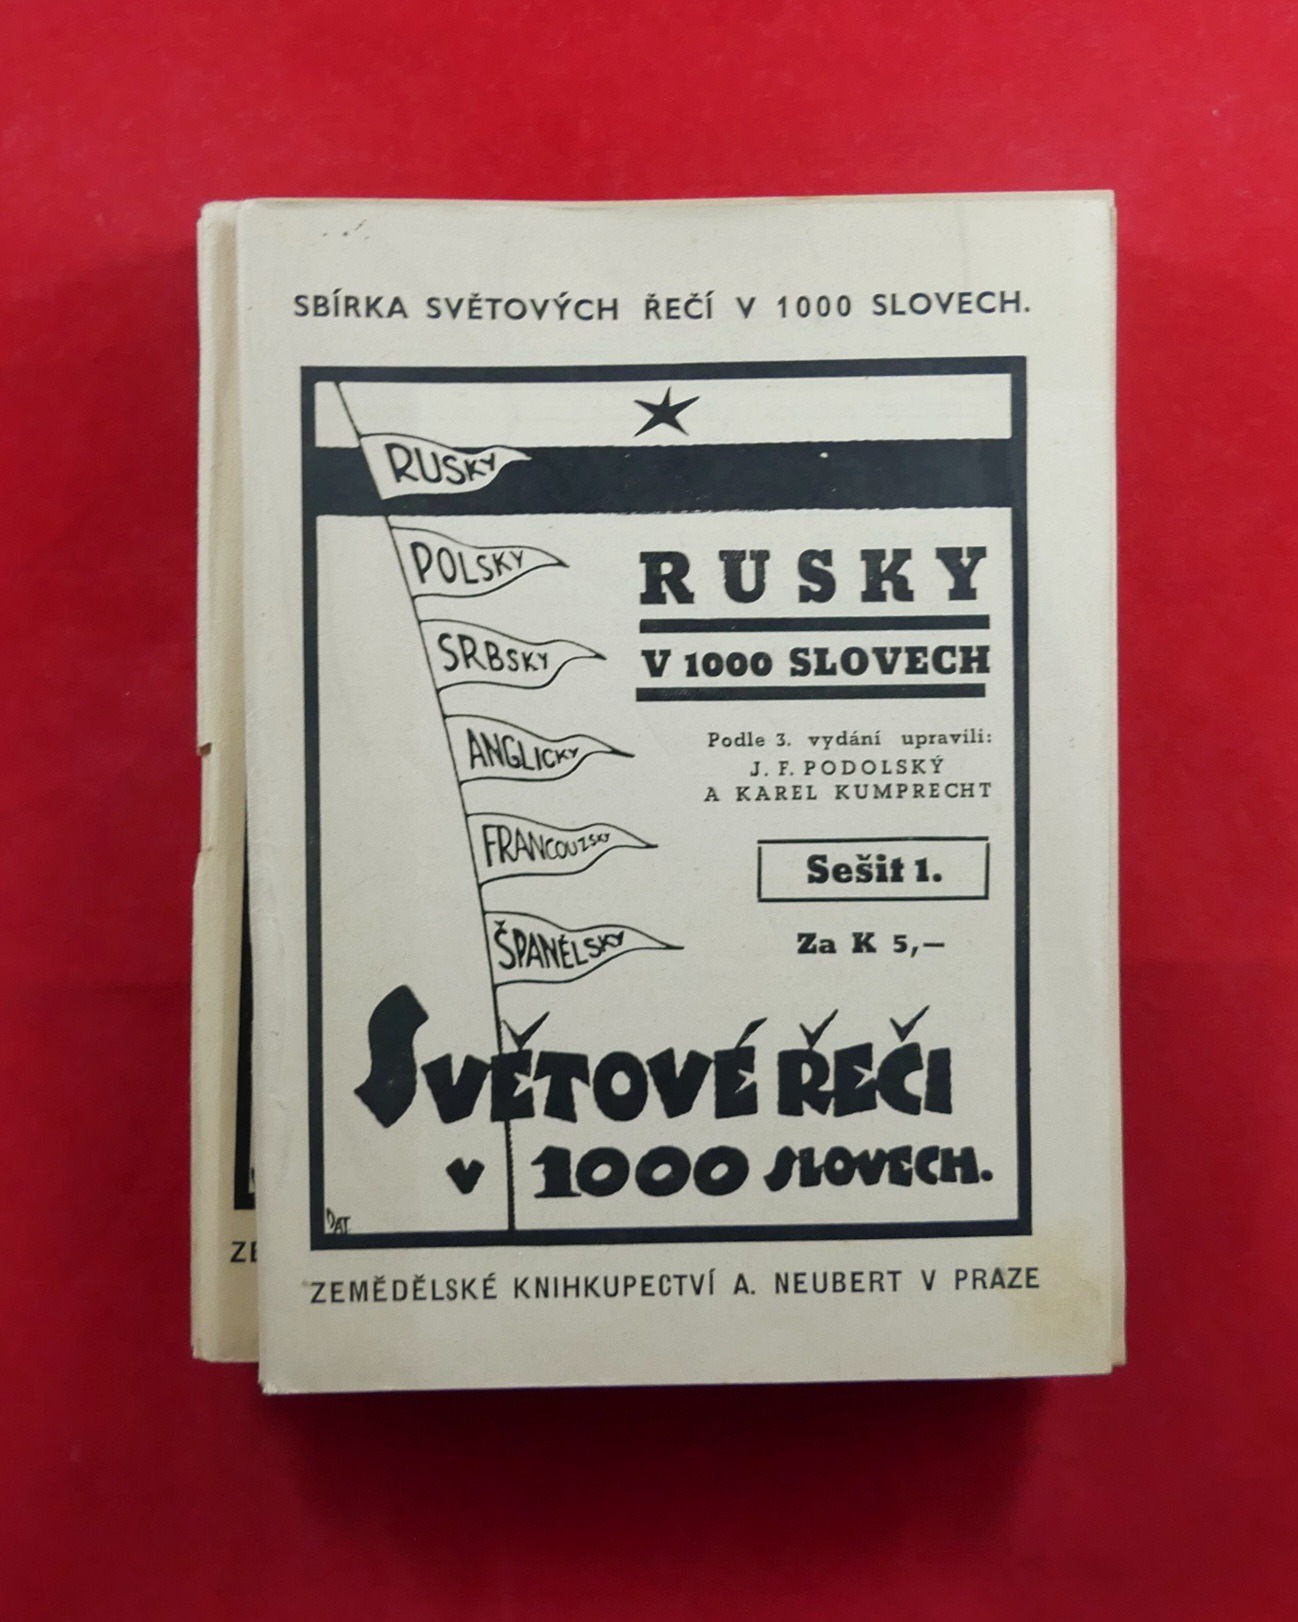 SBÍRKA SVĚTOVÝCH ŘEČÍ V 1000 SLOVECH.
RUSKY
POLSKY
SRBSKY
ANGLICKY
FRANCOUZSKY
ŠPANĚLSKY
RUSKY
V 1000 SLOVECH
Podle 3. vydání upravili:
J. F. PODOLSKÝ
A KAREL KUMPRECHT
Sešit 1.
Za K 5,—
SVĚTOVÉ ŘEČI
v 1000 SLOVECH.
DAT.
ZE
ZEMĚDĚLSKÉ KNIHKUPECTVÍ A. NEUBERT V PRAZE